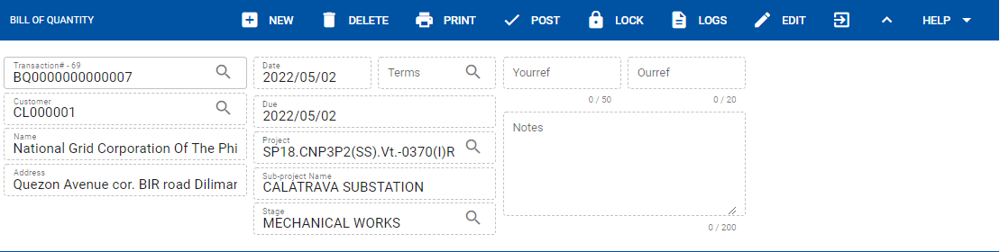 BILL OF QUANTITY NEW DELETE PRINT POST LOCK LOGS EDIT HELP
Transaction# - 69
BQ0000000000007
Customer
CL000001
Name
National Grid Corporation Of The Phi
Address
Quezon Avenue cor. BIR road Diliman
Date
2022/05/02
Terms
Due
2022/05/02
Project
SP18.CNP3P2(SS).Vt.-0370(I)R
Sub-project Name
CALATRAVA SUBSTATION
Stage
MECHANICAL WORKS
Yourref
0 / 50
Ourref
0 / 20
Notes
0 / 200